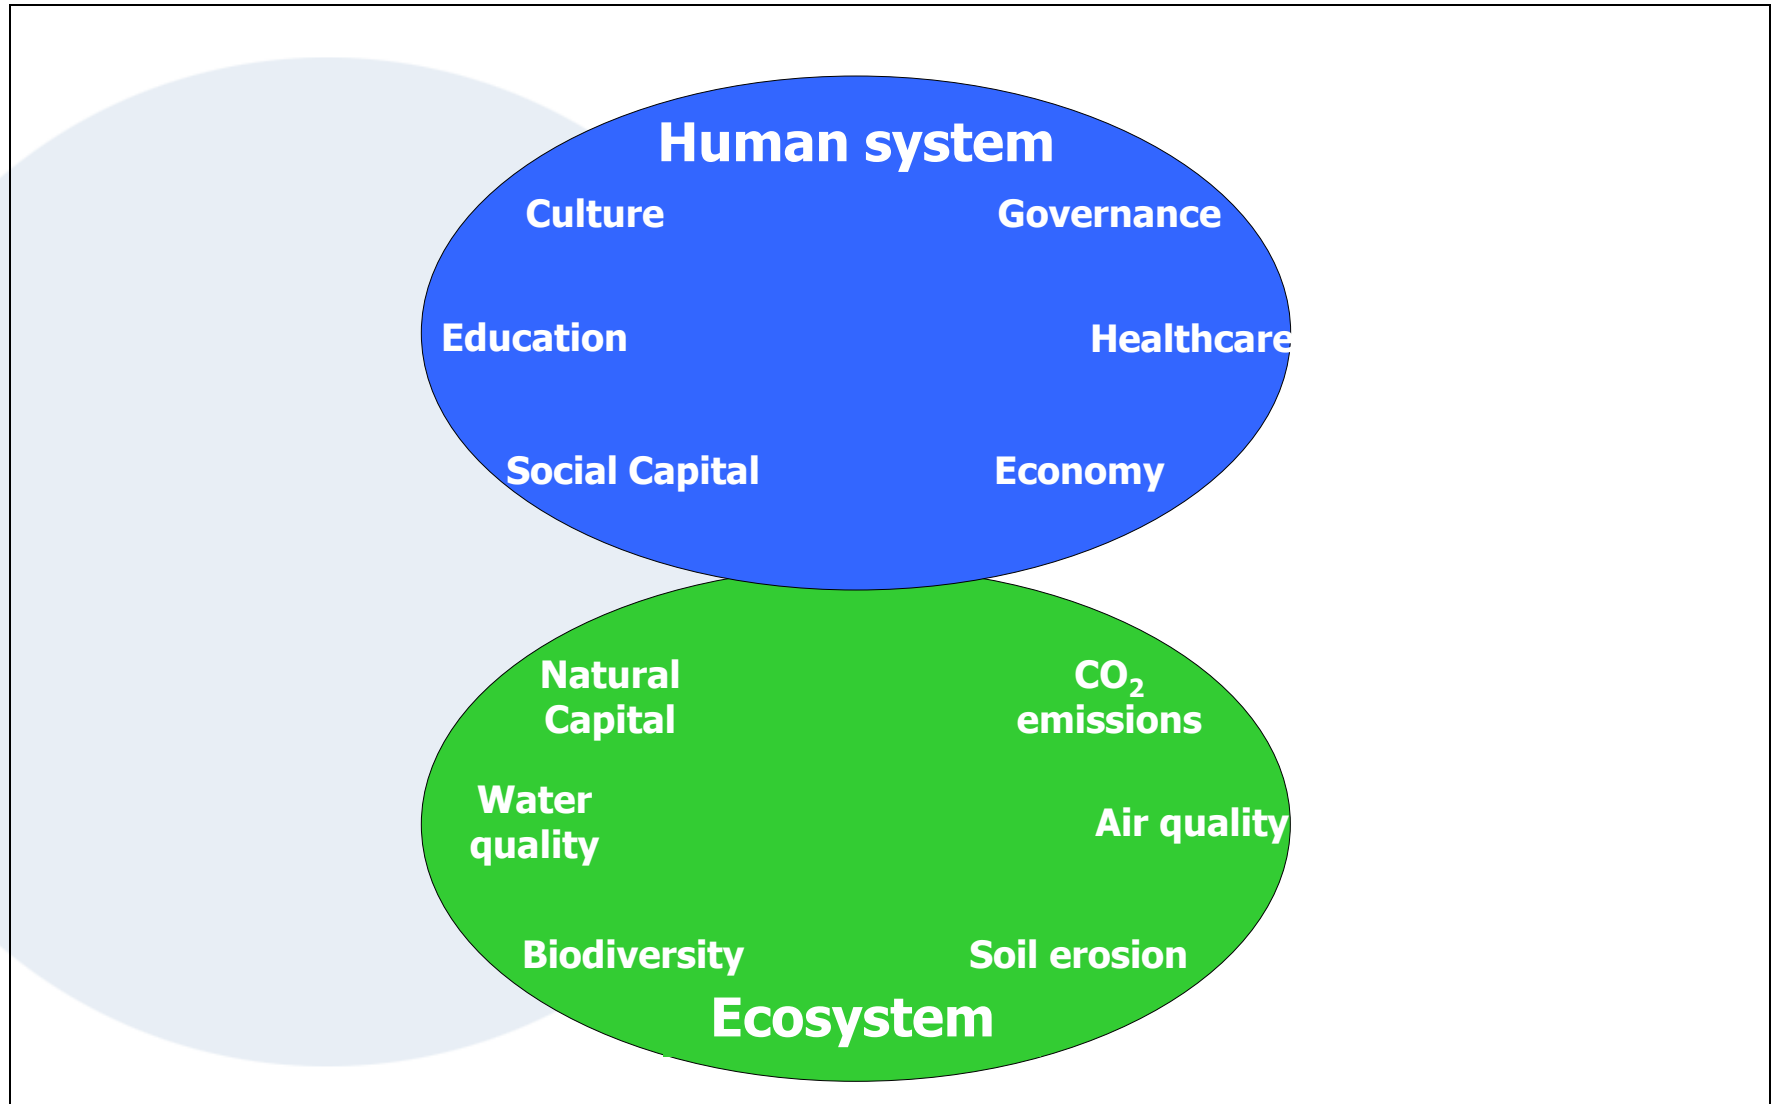 Human system
Culture
Governance
Education
Healthcare
Social Capital
Economy
Natural
Capital
CO₂
emissions
Water
quality
Air quality
Biodiversity
Soil erosion
Ecosystem